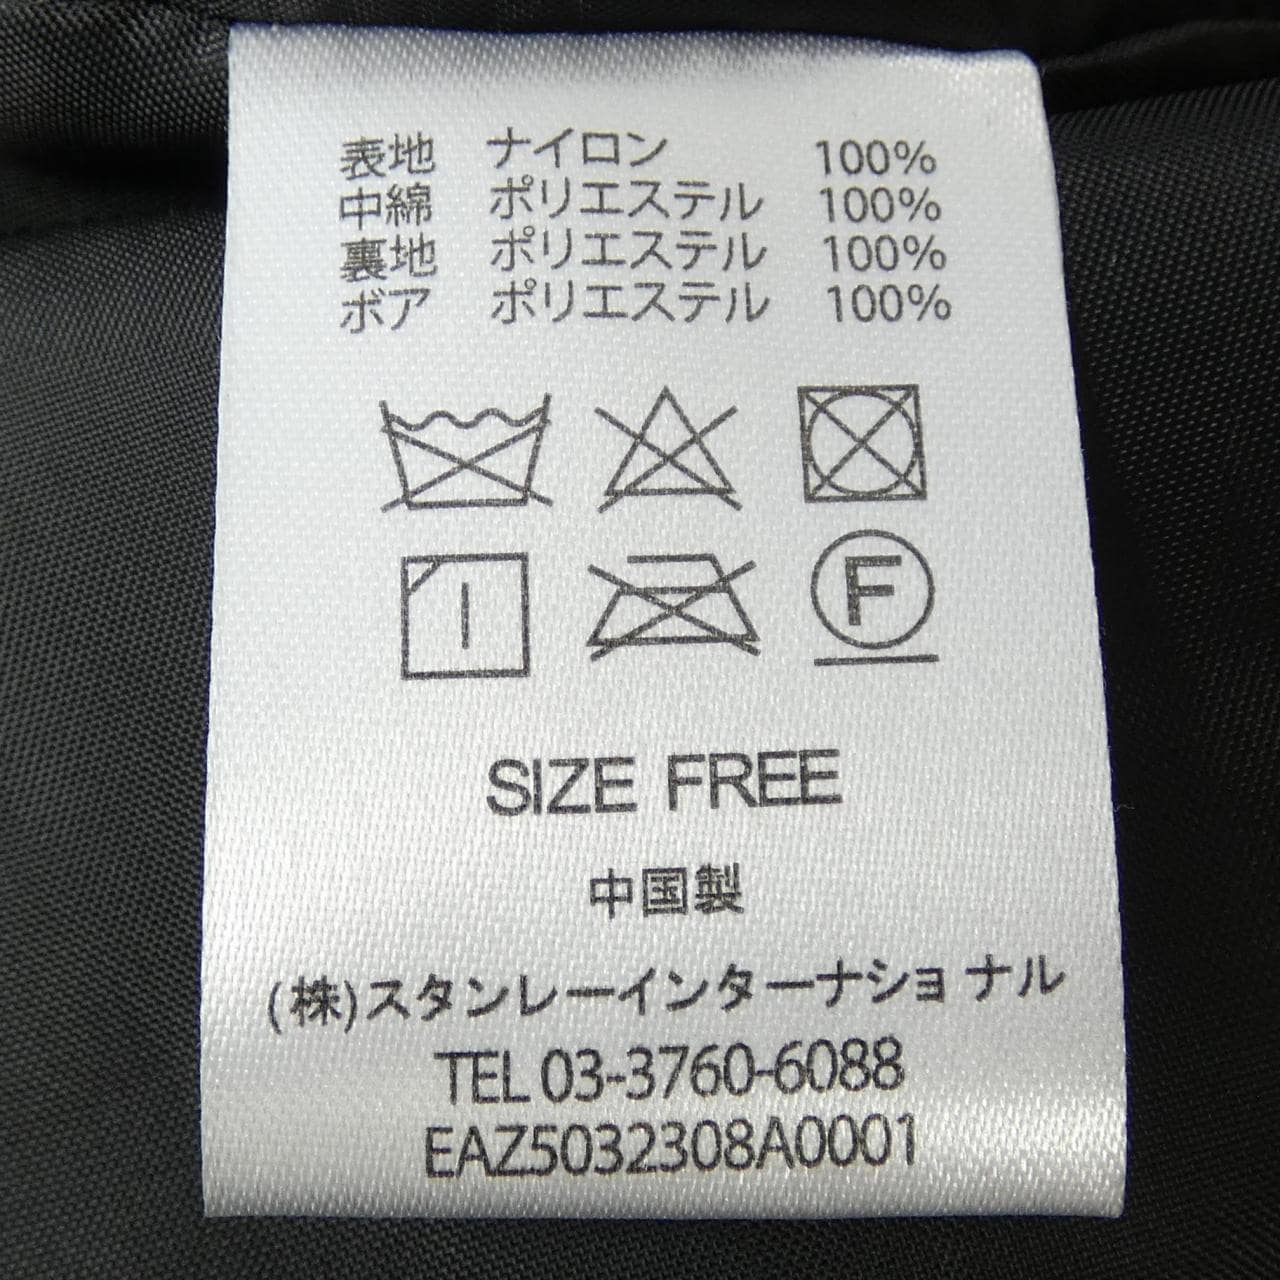 表地 ナイロン 100%
中綿 ポリエステル 100%
裏地 ポリエステル 100%
ボア ポリエステル 100%
F
SIZE FREE
中国製
(株)スタンレーインターナショナル
TEL 03-3760-6088
EAZ5032308A0001